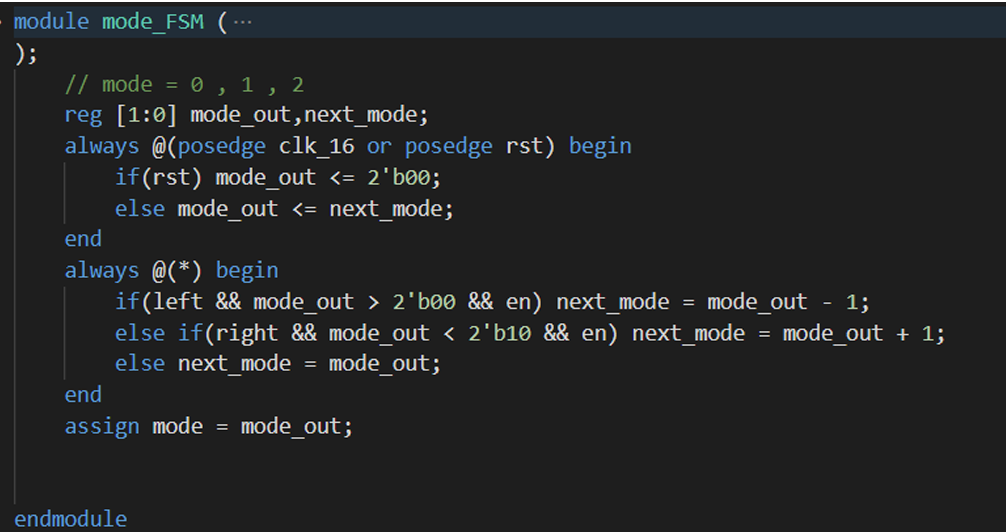 module mode_FSM ( ⋯
);
    // mode = 0 , 1 , 2
    reg [1:0] mode_out,next_mode;
    always @(posedge clk_16 or posedge rst) begin
        if(rst) mode_out <= 2'b00;
        else mode_out <= next_mode;
    end
    always @(*) begin
        if(left && mode_out > 2'b00 && en) next_mode = mode_out - 1;
        else if(right && mode_out < 2'b10 && en) next_mode = mode_out + 1;
        else next_mode = mode_out;
    end
    assign mode = mode_out;
endmodule